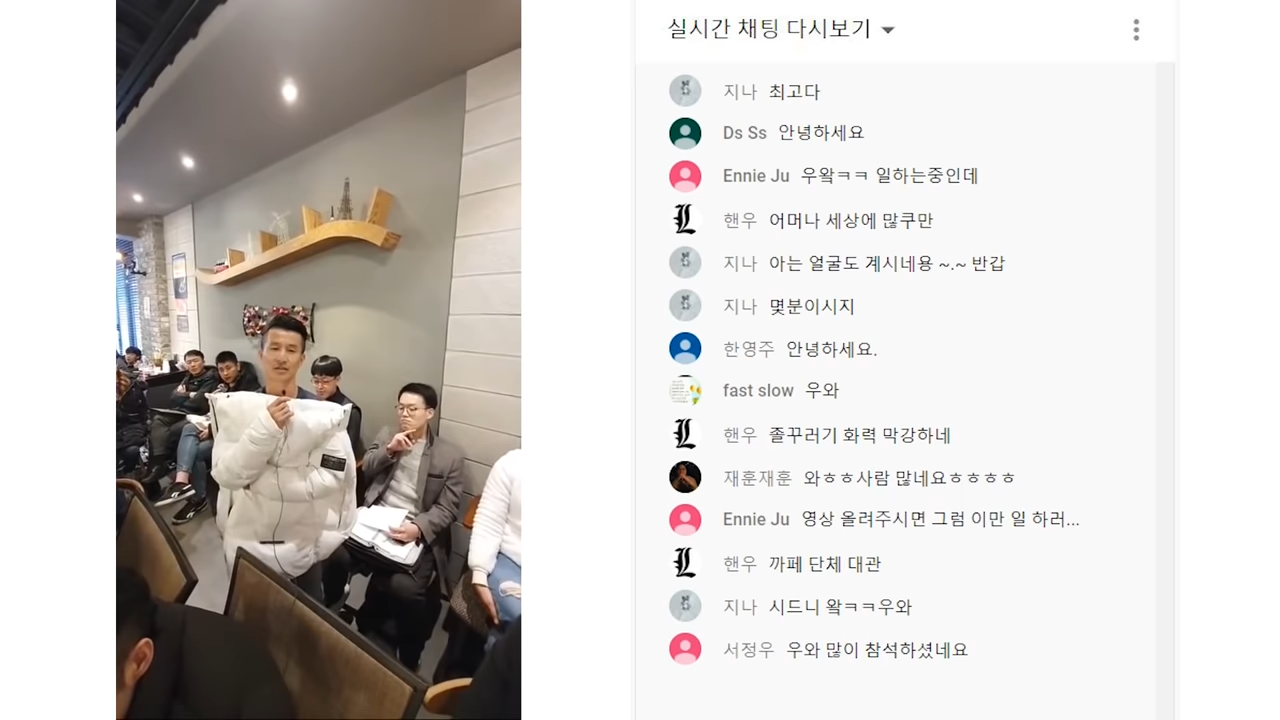 실시간 채팅 다시보기
지나 최고다
Ds Ss 안녕하세요
Ennie Ju 우왘ㅋㅋ 일하는중인데
핸우 어머나 세상에 많쿠만
지나 아는 얼굴도 계시네용 ~.~ 반갑
지나 몇분이시지
한영주 안녕하세요.
fast slow 우와
핸우 졸꾸러기 화력 막강하네
재훈재훈 와ㅎㅎ사람 많네요ㅎㅎㅎㅎ
Ennie Ju 영상 올려주시면 그럼 이만 일 하러...
핸우 까페 단체 대관
지나 시드니 왘ㅋㅋ우와
서정우 우와 많이 참석하셨네요